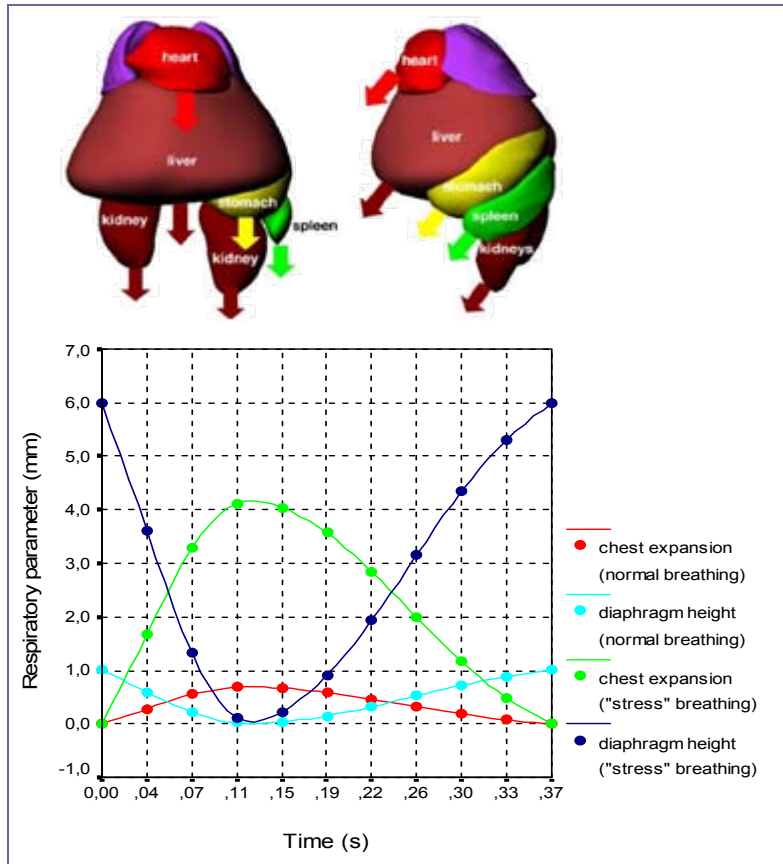 heart
liver
kidney
stomach
spleen
kidney
heart
liver
stomach
spleen
kidneys
7,0
6,0
5,0
4,0
3,0
2,0
1,0
0,0
-1,0
Respiratory parameter (mm)
0,00 ,04 ,07 ,11 ,15 ,19 ,22 ,26 ,30 ,33 ,37
Time (s)
chest expansion
(normal breathing)
diaphragm height
(normal breathing)
chest expansion
("stress" breathing)
diaphragm height
("stress" breathing)